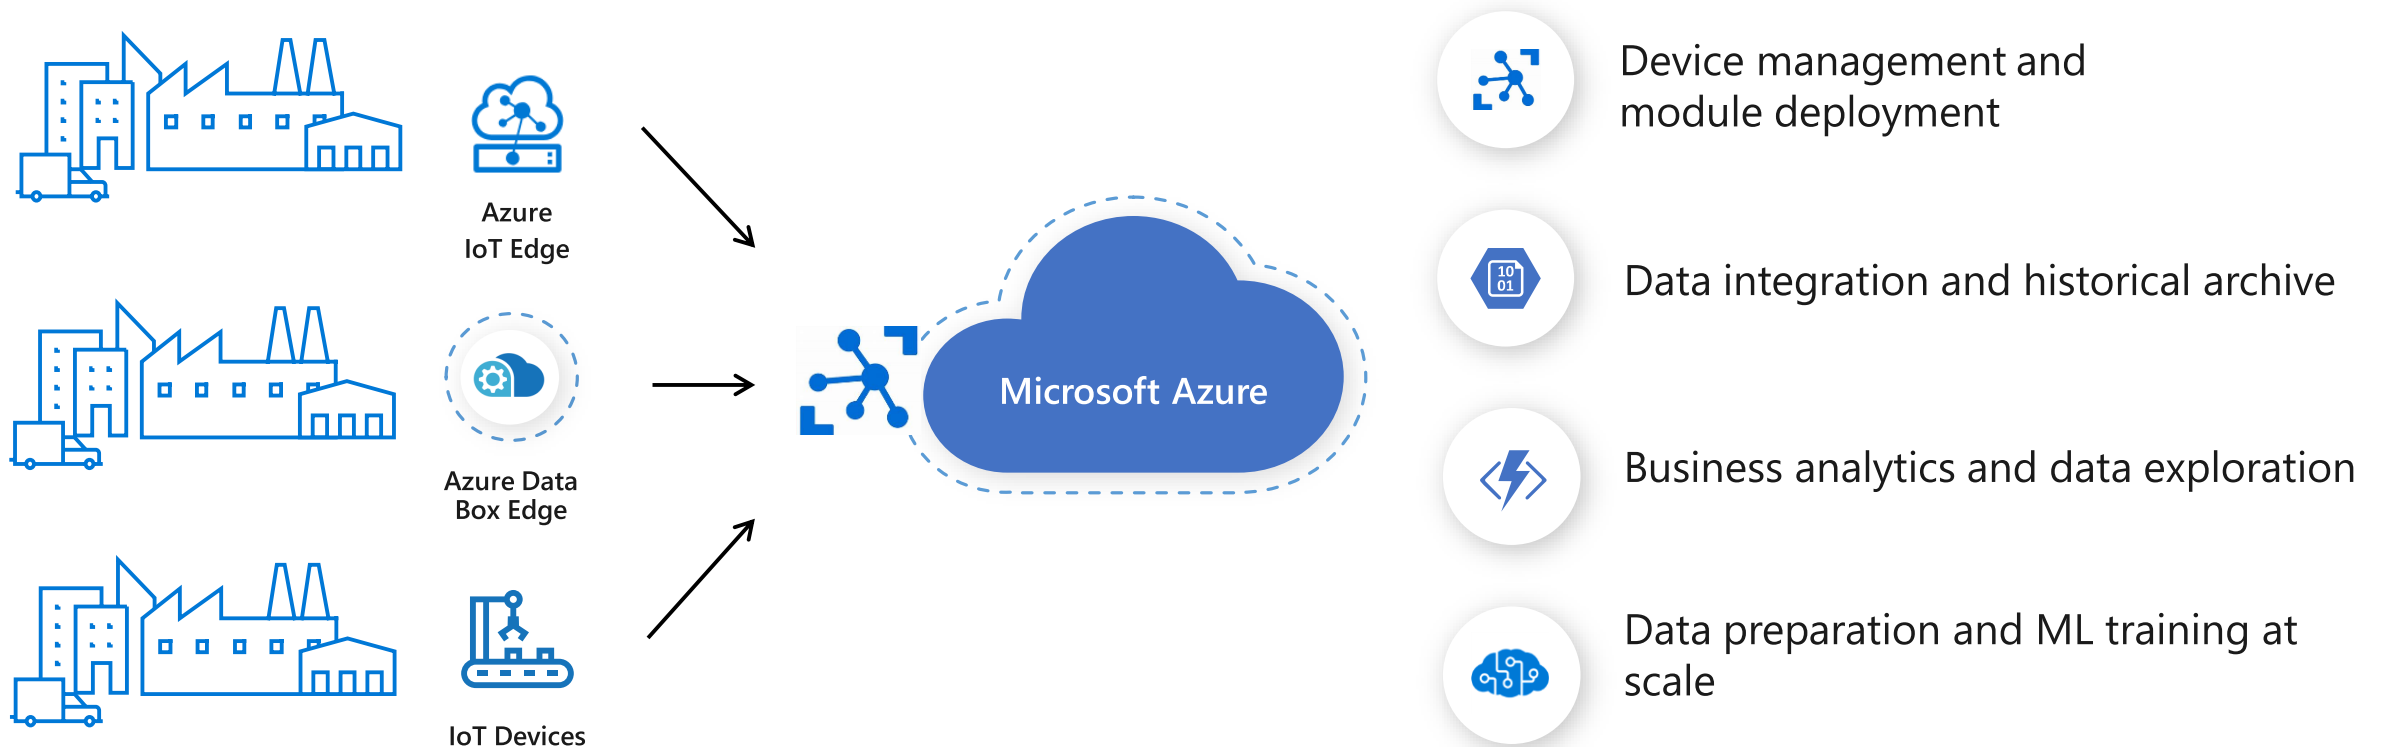 Azure
IoT Edge
Azure Data
Box Edge
IoT Devices
Microsoft Azure
Device management and
module deployment
10
01
Data integration and historical archive
Business analytics and data exploration
Data preparation and ML training at
scale